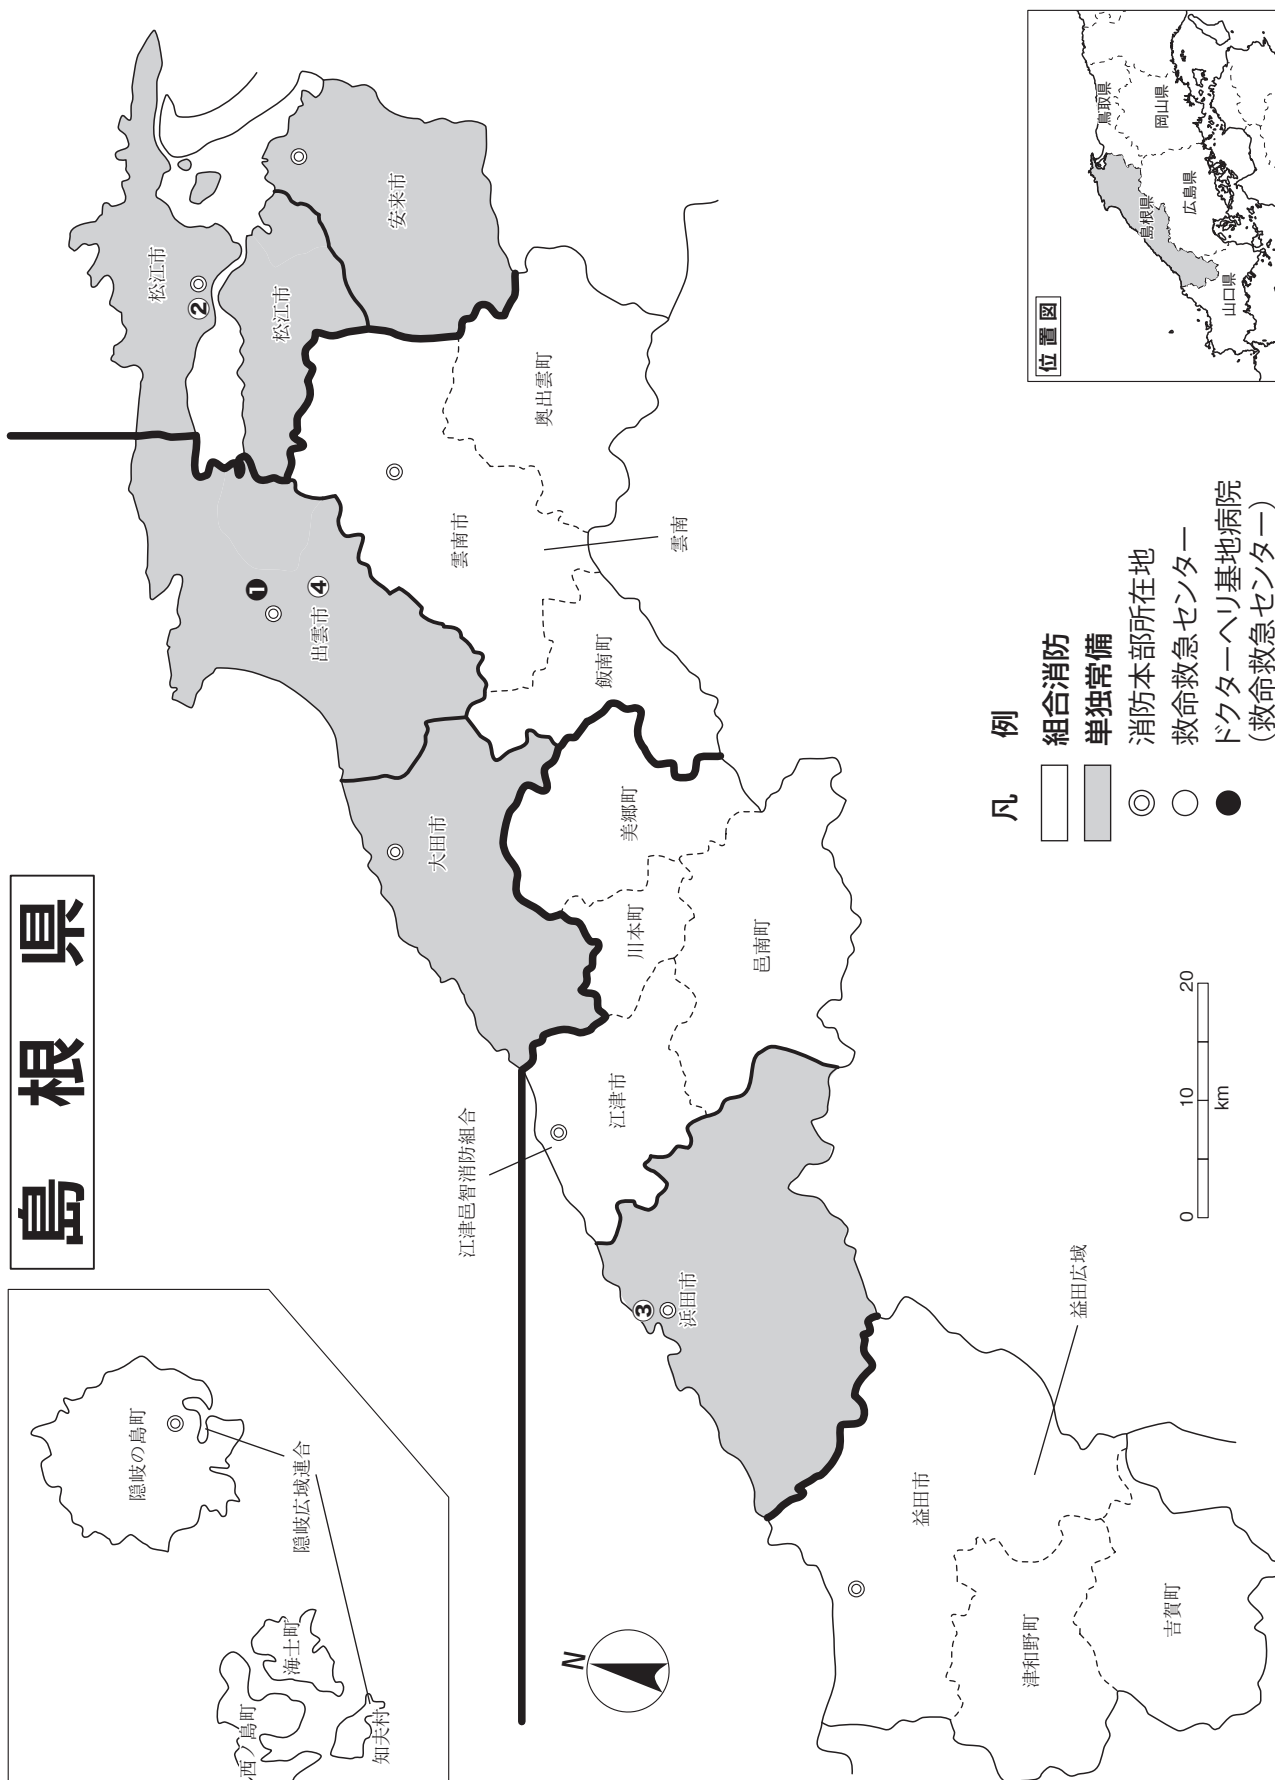 島根県
隠岐の島町
隠岐広域連合
海士町
西ノ島町
知夫村
松江市
2
松江市
安来市
1
4
出雲市
雲南市
奥出雲町
雲南
飯南町
大田市
美郷町
川本町
邑南町
江津市
江津邑智消防組合
3
浜田市
益田市
益田広域
津和野町
吉賀町
N
0 10 20
km
凡例
組合消防
単独常備
消防本部所在地
救命救急センター
ドクターヘリ基地病院
(救命救急センター)
位置図
鳥取県
島根県
岡山県
広島県
山口県